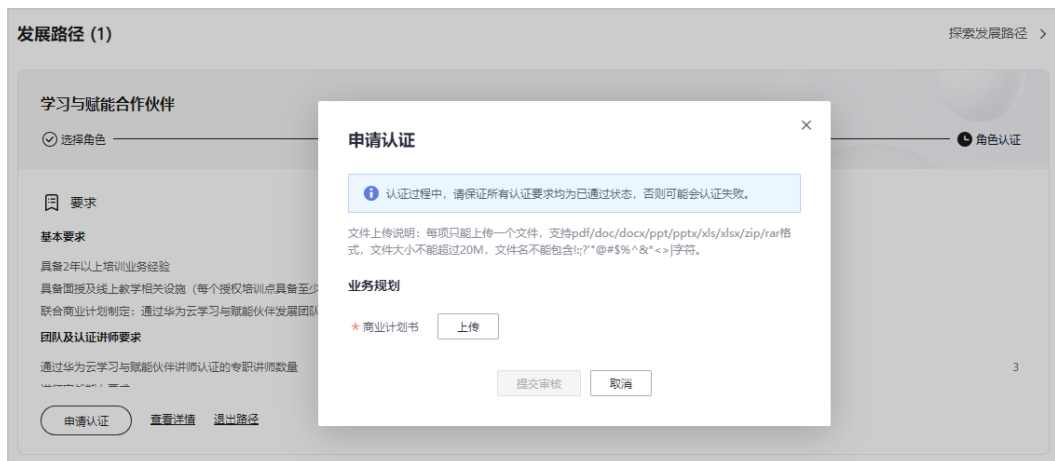 发展路径 (1)
探索发展路径
学习与赋能合作伙伴
选择角色
角色认证
要求
基本要求
具备2年以上培训业务经验
具备面授及线上教学相关设施（每个授权培训点具备至少
联合商业计划制定：通过华为云学习与赋能伙伴发展团队
团队及认证讲师要求
通过华为云学习与赋能伙伴讲师认证的专职讲师数量
3
申请认证
查看详情
退出路径
申请认证
认证过程中，请保证所有认证要求均为已通过状态，否则可能会认证失败。
文件上传说明：每项只能上传一个文件，支持pdf/doc/docx/ppt/pptx/xls/xlsx/zip/rar格
式，文件大小不能超过20M，文件名不能包含!:;?'"@#$%^&*<>|字符。
业务规划
* 商业计划书
上传
提交审核
取消